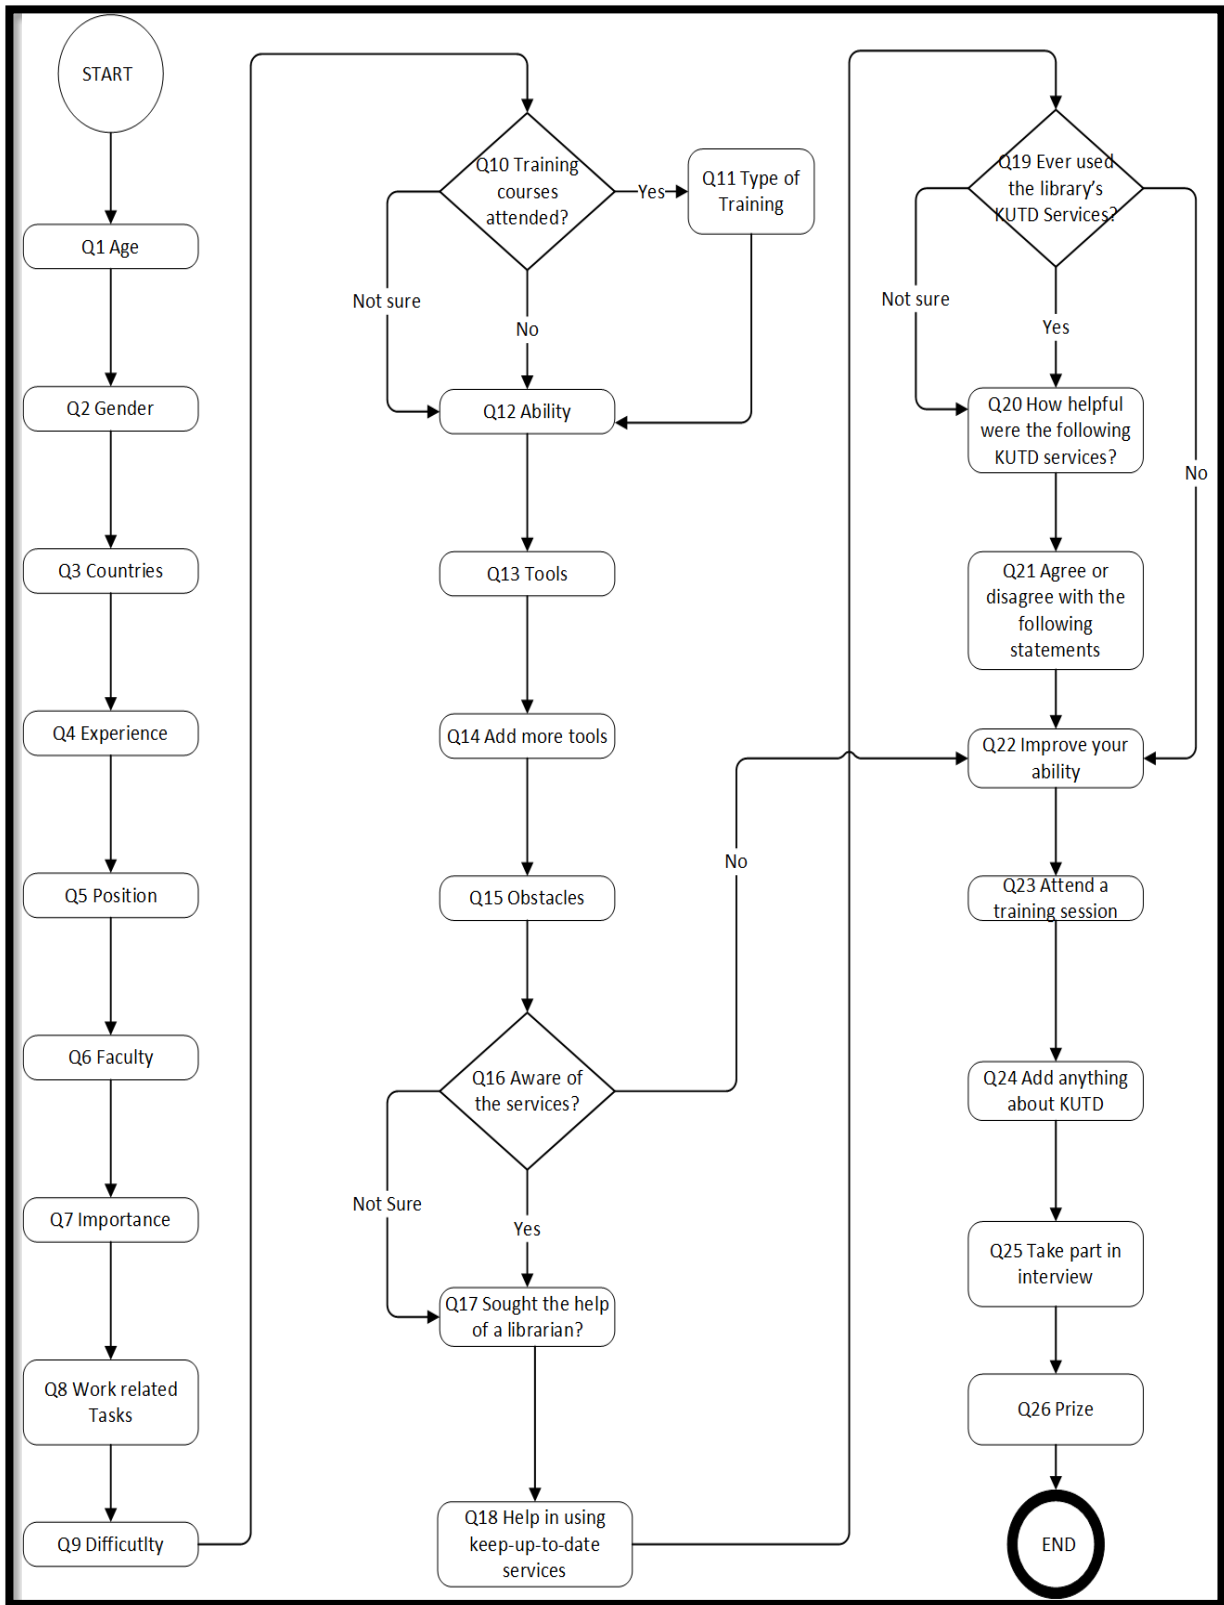 START
Q1 Age
Q2 Gender
Q3 Countries
Q4 Experience
Q5 Position
Q6 Faculty
Q7 Importance
Q8 Work related
Tasks
Q9 Difficutlty
Q10 Training
courses
attended?
Yes
Q11 Type of
Training
Not sure
No
Q12 Ability
Q13 Tools
Q14 Add more tools
Q15 Obstacles
Q16 Aware of
the services?
No
Not Sure
Yes
Q17 Sought the help
of a librarian?
Q18 Help in using
keep-up-to-date
services
Q19 Ever used
the library’s
KUTD Services?
Not sure
Yes
No
Q20 How helpful
were the following
KUTD services?
Q21 Agree or
disagree with the
following
statements
Q22 Improve your
ability
Q23 Attend a
training session
Q24 Add anything
about KUTD
Q25 Take part in
interview
Q26 Prize
END